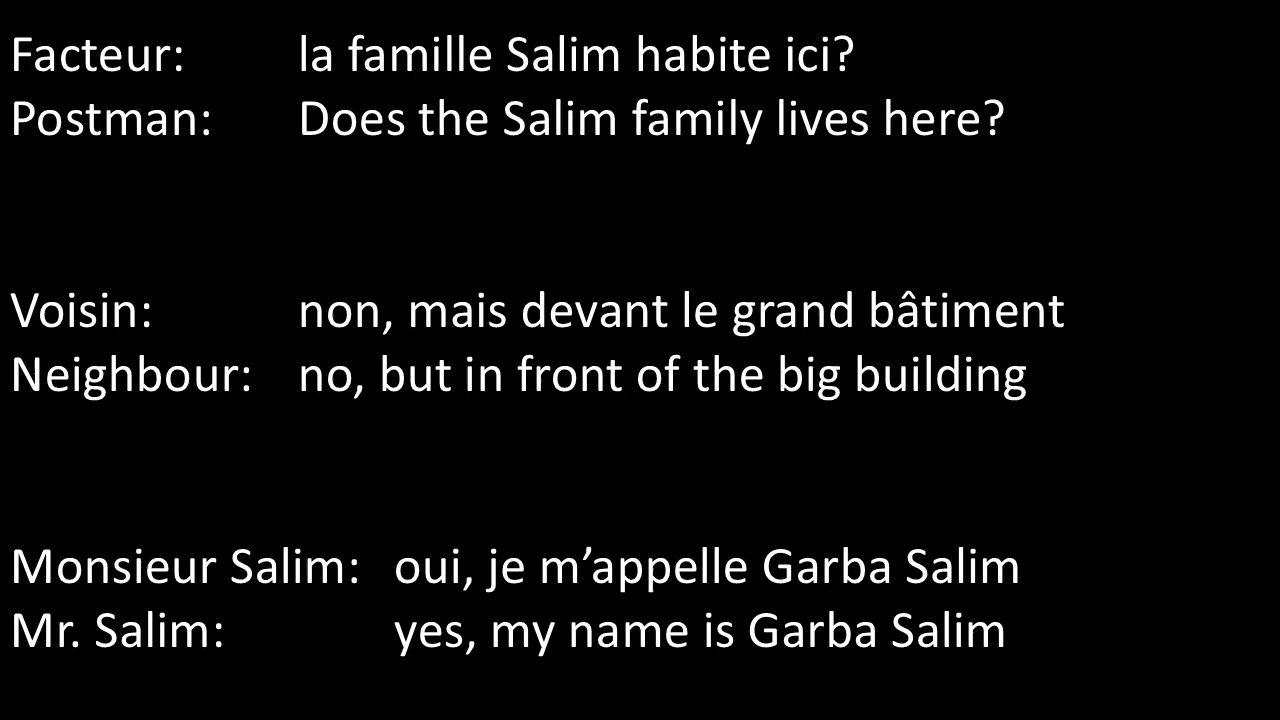 Facteur: la famille Salim habite ici?
Postman: Does the Salim family lives here?
Voisin: non, mais devant le grand bâtiment
Neighbour: no, but in front of the big building
Monsieur Salim: oui, je m’appelle Garba Salim
Mr. Salim: yes, my name is Garba Salim